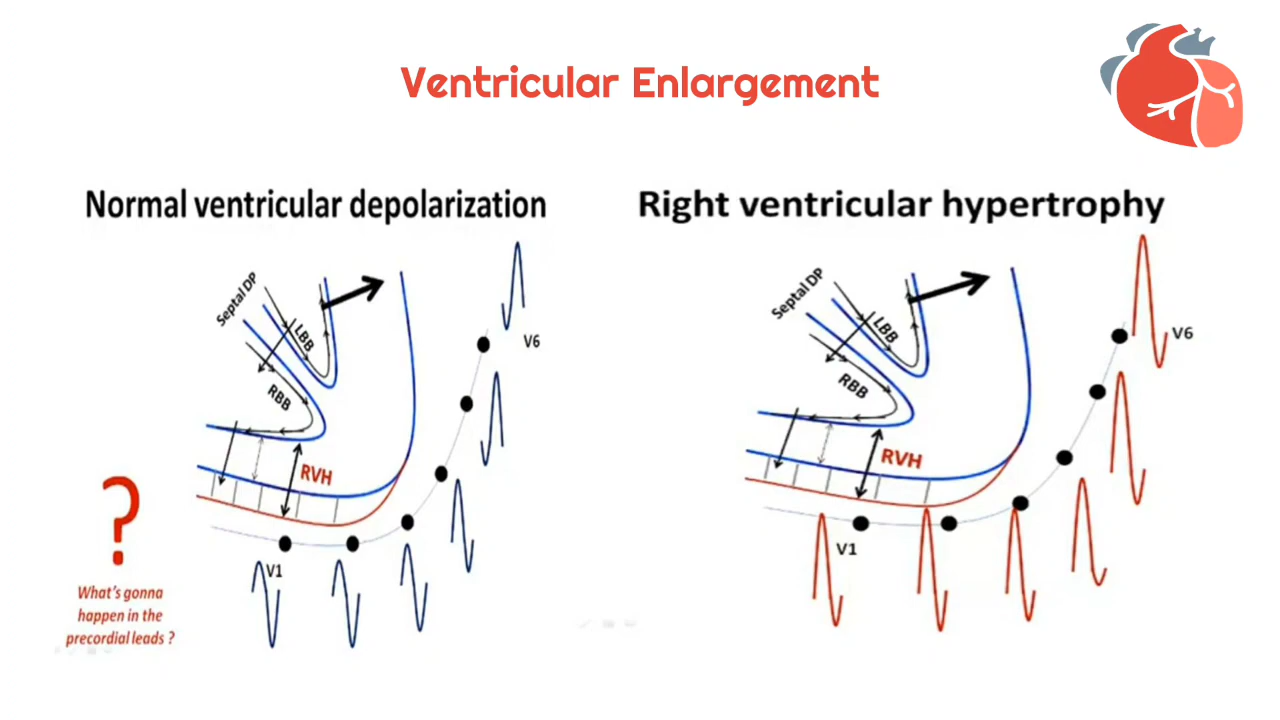 Ventricular Enlargement
Normal ventricular depolarization
Septal DP
LBB
RBB
RVH
V6
V1
?
What's gonna
happen in the
precordial leads ?
Right ventricular hypertrophy
Septal DP
LBB
RBB
RVH
V6
V1